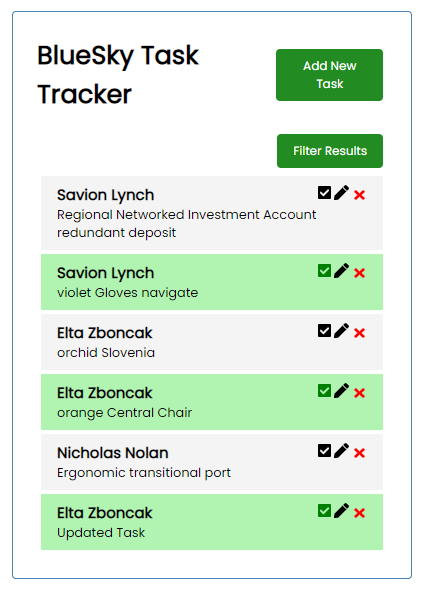 BlueSky Task
Tracker
Add New
Task
Filter Results
Savion Lynch
Regional Networked Investment Account
redundant deposit
Savion Lynch
violet Gloves navigate
Elta Zboncak
orchid Slovenia
Elta Zboncak
orange Central Chair
Nicholas Nolan
Ergonomic transitional port
Elta Zboncak
Updated Task